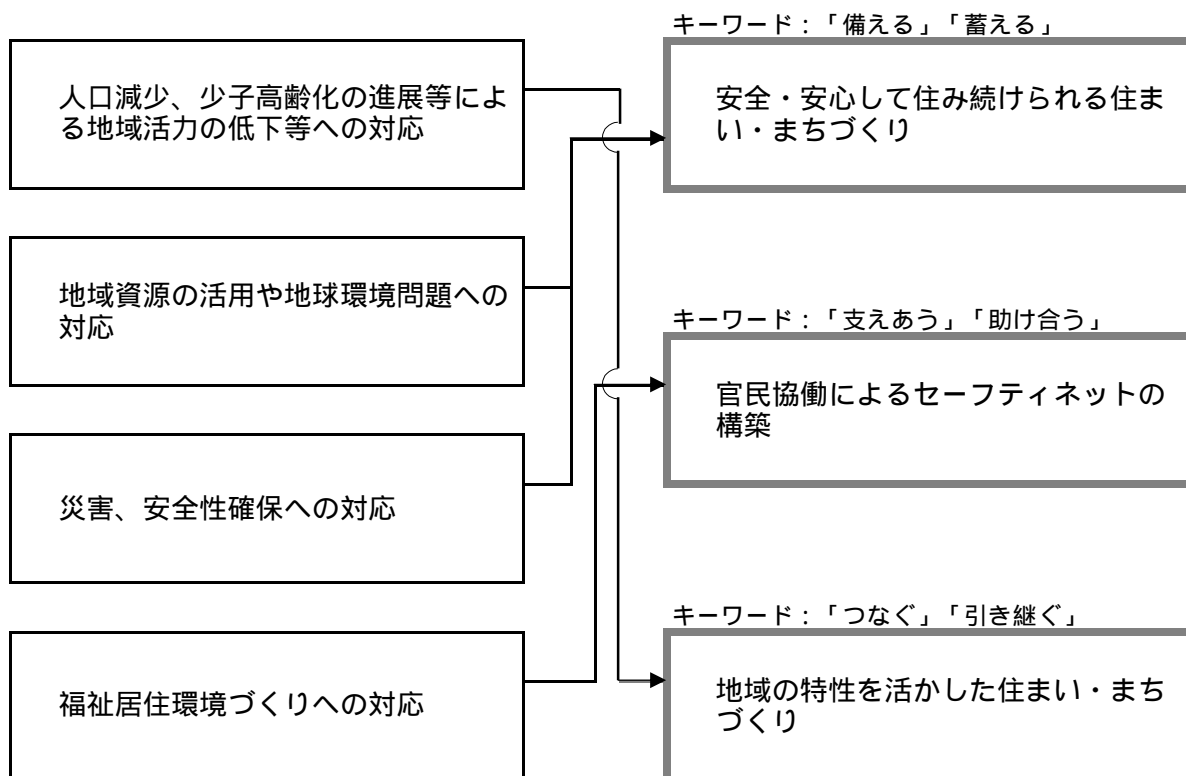 キーワード：「備える」「蓄える」
人口減少、少子高齢化の進展等によ
る地域活力の低下等への対応
安全・安心して住み続けられる住ま
い・まちづくり
地域資源の活用や地球環境問題への
対応
キーワード：「支えあう」「助け合う」
官民協働によるセーフティネットの
構築
災害、安全性確保への対応
キーワード：「つなぐ」「引き継ぐ」
福祉居住環境づくりへの対応
地域の特性を活かした住まい・まち
づくり